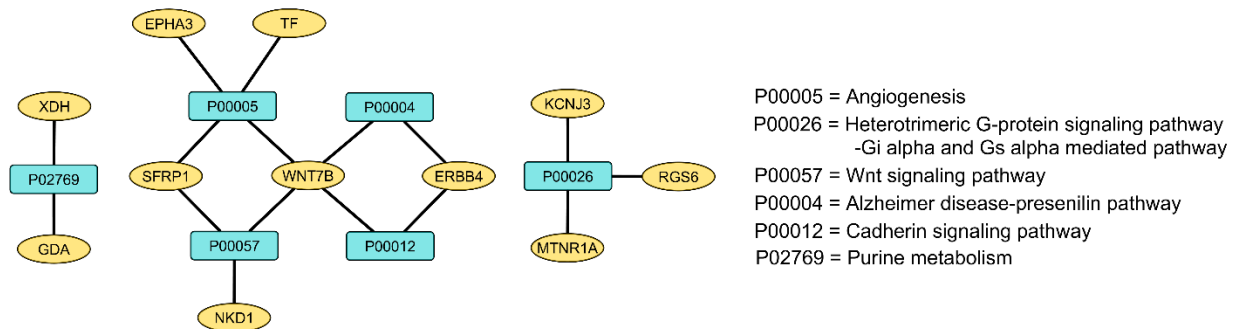 EPHA3
TF
XDH
P00005
P00004
KCNJ3
P02769
SFRP1
WNT7B
ERBB4
P00026
RGS6
GDA
P00057
P00012
MTNR1A
NKD1
P00005 = Angiogenesis
P00026 = Heterotrimeric G-protein signaling pathway
-Gi alpha and Gs alpha mediated pathway
P00057 = Wnt signaling pathway
P00004 = Alzheimer disease-presenilin pathway
P00012 = Cadherin signaling pathway
P02769 = Purine metabolism